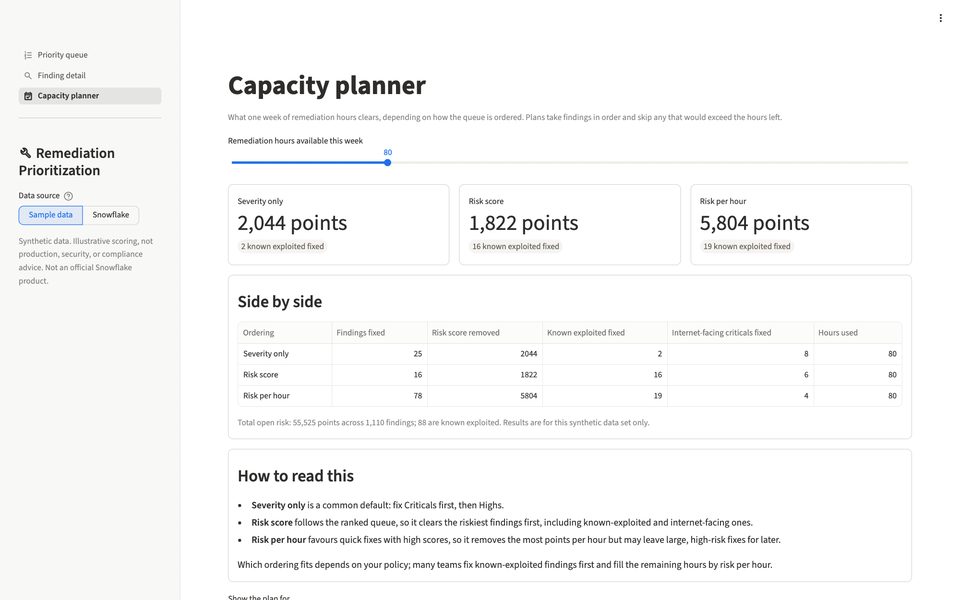 Priority queue
Finding detail
Capacity planner
Remediation
Prioritization
Data source
Sample data Snowflake
Synthetic data. Illustrative scoring, not
production, security, or compliance
advice. Not an official Snowflake
product.
Capacity planner
What one week of remediation hours clears, depending on how the queue is ordered. Plans take findings in order and skip any that would exceed the hours left.
Remediation hours available this week
80
Severity only
2,044 points
2 known exploited fixed
Risk score
1,822 points
16 known exploited fixed
Risk per hour
5,804 points
19 known exploited fixed
Side by side
Ordering Findings fixed Risk score removed Known exploited fixed Internet-facing criticals fixed Hours used
Severity only 25 2044 2 8 80
Risk score 16 1822 16 6 80
Risk per hour 78 5804 19 4 80
Total open risk: 55,525 points across 1,110 findings; 88 are known exploited. Results are for this synthetic data set only.
How to read this
• Severity only is a common default: fix Criticals first, then Highs.
• Risk score follows the ranked queue, so it clears the riskiest findings first, including known-exploited and internet-facing ones.
• Risk per hour favours quick fixes with high scores, so it removes the most points per hour but may leave large, high-risk fixes for later.
Which ordering fits depends on your policy; many teams fix known-exploited findings first and fill the remaining hours by risk per hour.
Show the plan for